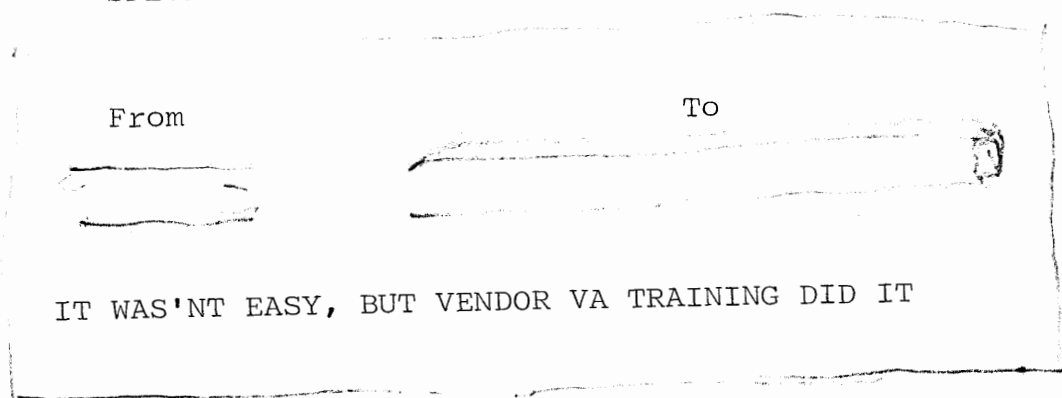 From To
IT WAS'NT EASY, BUT VENDOR VA TRAINING DID IT